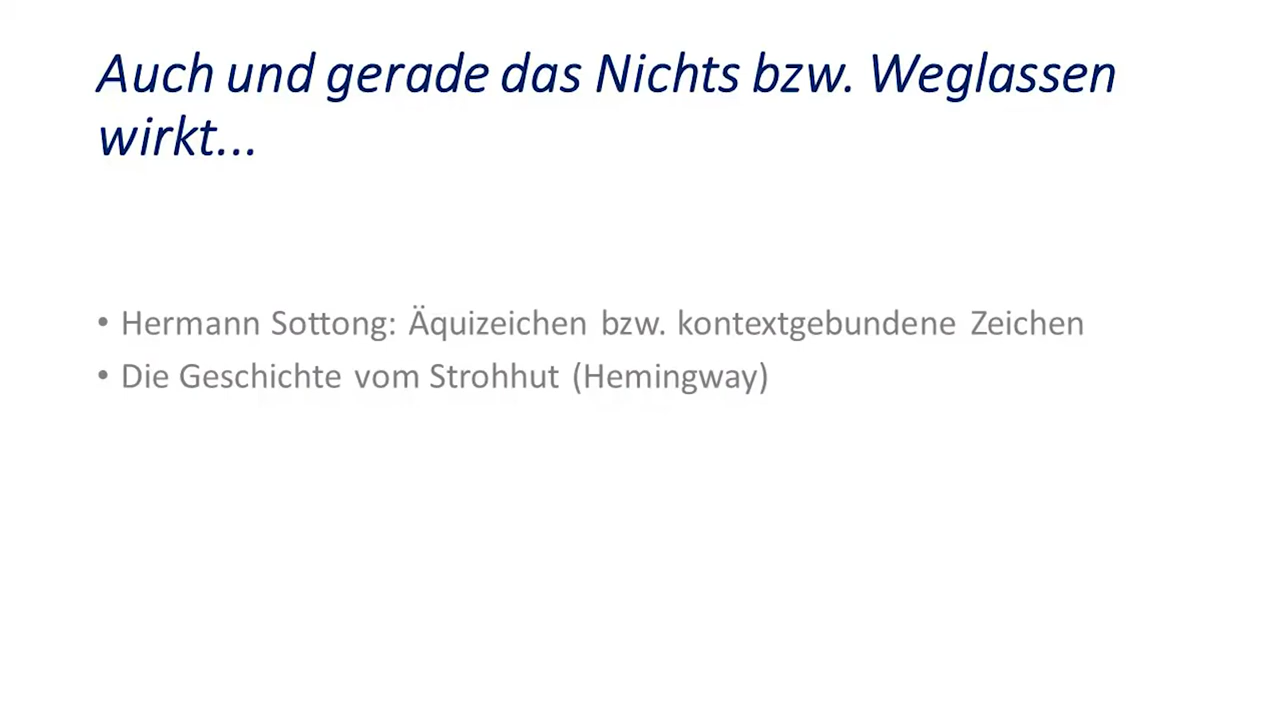 Auch und gerade das Nichts bzw. Weglassen
wirkt...
• Hermann Sottong: Äquizeichen bzw. kontextgebundene Zeichen
• Die Geschichte vom Strohhut (Hemingway)